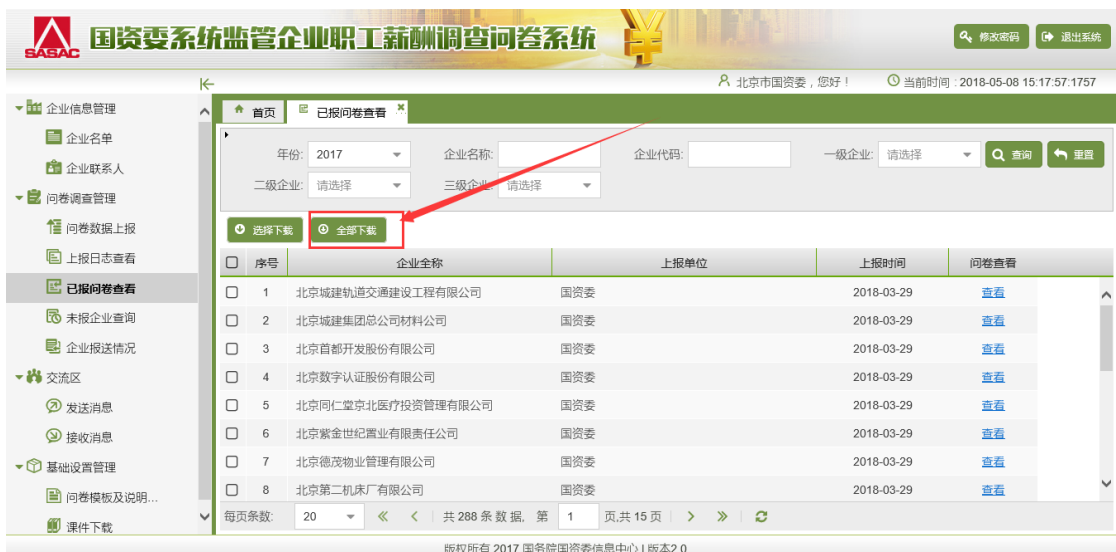 SASAC 国资委系统监管企业职工薪酬调查问卷系统 修改密码 退出系统
北京市国资委，您好！ 当前时间：2018-05-08 15:17:57:1757
企业信息管理
企业名单
企业联系人
问卷调查管理
问卷数据上报
上报日志查看
已报问卷查看
未报企业查询
企业报送情况
交流区
发送消息
接收消息
基础设置管理
问卷模板及说明...
课件下载
首页 已报问卷查看
年份: 2017 企业名称: 企业代码: 一级企业: 请选择 查询 重置
二级企业: 请选择 三级企业: 请选择
选择下载 全部下载
序号 企业全称 上报单位 上报时间 问卷查看
1 北京城建轨道交通建设工程有限公司 国资委 2018-03-29 查看
2 北京城建集团总公司材料公司 国资委 2018-03-29 查看
3 北京首都开发股份有限公司 国资委 2018-03-29 查看
4 北京数字认证股份有限公司 国资委 2018-03-29 查看
5 北京同仁堂京北医疗投资管理有限公司 国资委 2018-03-29 查看
6 北京紫金世纪置业有限责任公司 国资委 2018-03-29 查看
7 北京德茂物业管理有限公司 国资委 2018-03-29 查看
8 北京第二机床厂有限公司 国资委 2018-03-29 查看
每页条数: 20 共 288 条 数 据, 第 1 页,共 15 页
版权所有 2017 国务院国资委信息中心 | 版本2.0